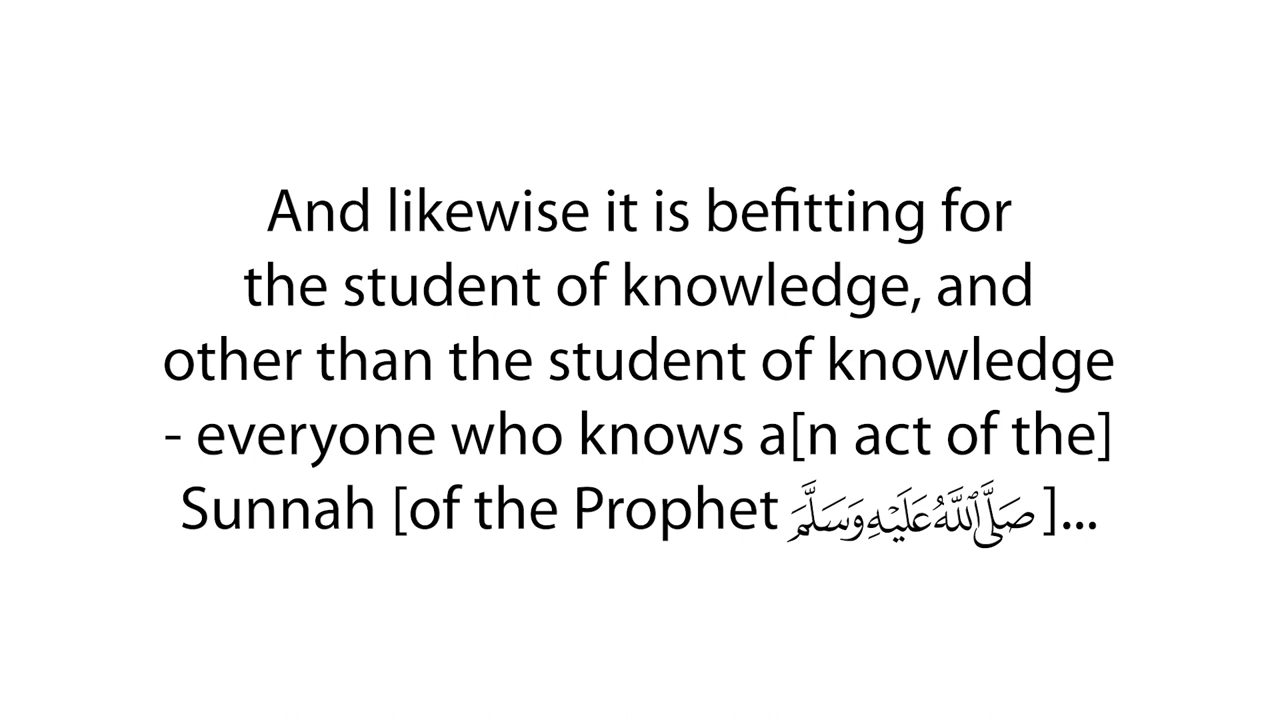 And likewise it is befitting for
the student of knowledge, and
other than the student of knowledge
- everyone who knows a[n act of the]
Sunnah [of the Prophet صَلَّى ٱللَّهُ عَلَيْهِ وَسَلَّمَ ]...